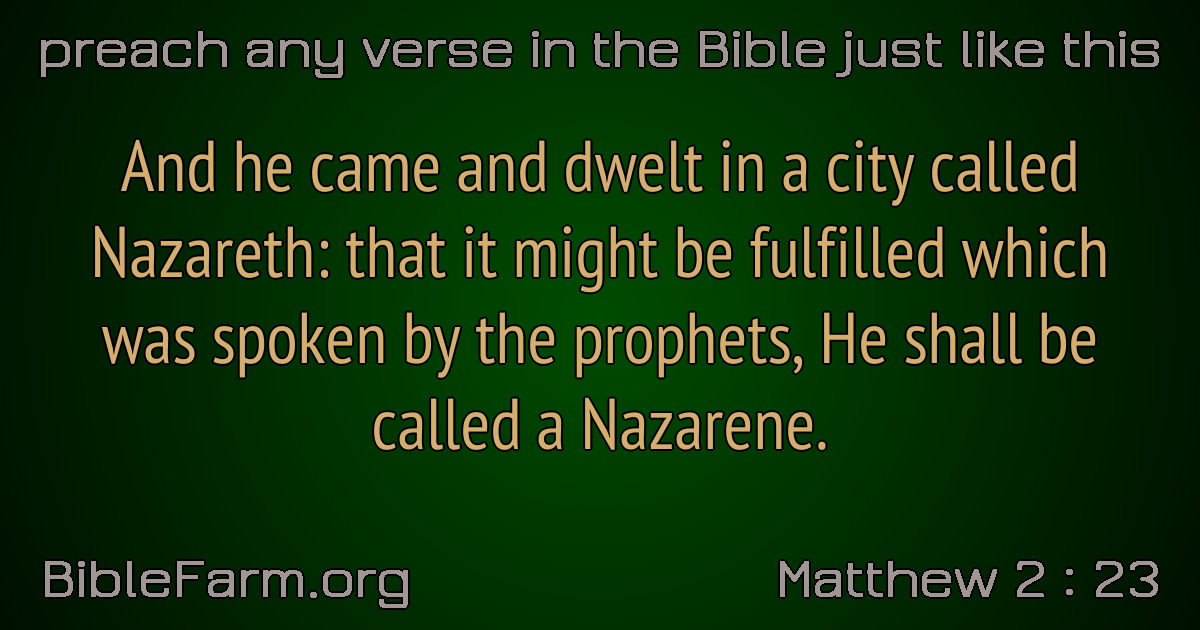 preach any verse in the Bible just like this
And he came and dwelt in a city called
Nazareth: that it might be fulfilled which
was spoken by the prophets, He shall be
called a Nazarene.
BibleFarm.org
Matthew 2 : 23